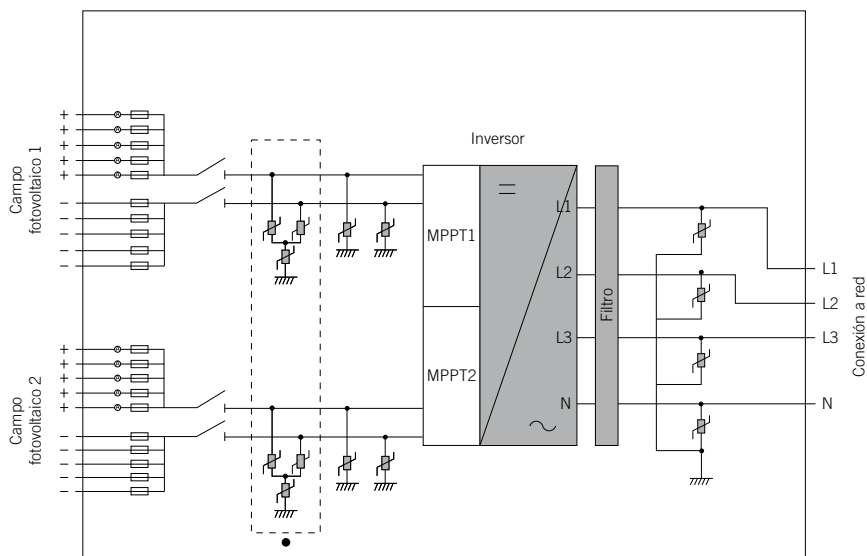 Inversor
Campo
fotovoltaico 1
+
+
+
+
+
−
−
−
−
−
MPPT1
L1
L2
L3
N
Filtro
L1
L2
L3
N
Conexión a red
Campo
fotovoltaico 2
+
+
+
+
+
−
−
−
−
−
MPPT2